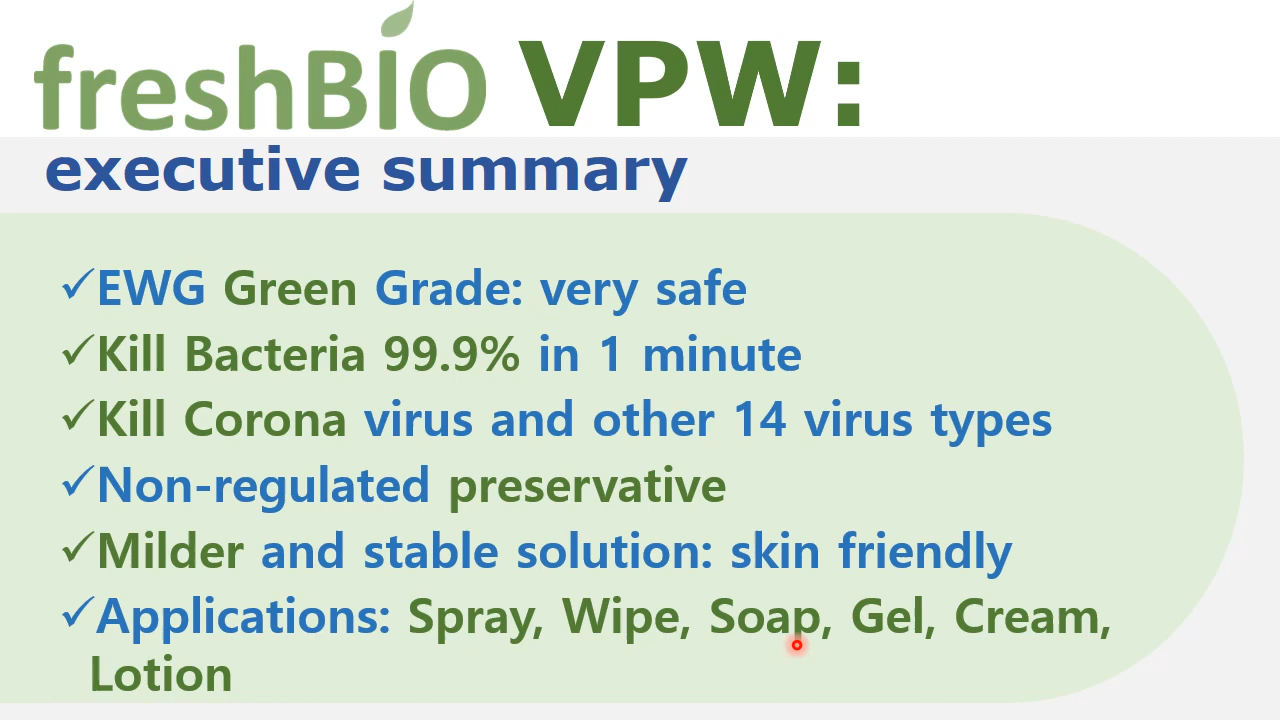 freshBIO VPW:
executive summary
✓EWG Green Grade: very safe
✓Kill Bacteria 99.9% in 1 minute
✓Kill Corona virus and other 14 virus types
✓Non-regulated preservative
✓Milder and stable solution: skin friendly
✓Applications: Spray, Wipe, Soap, Gel, Cream,
Lotion